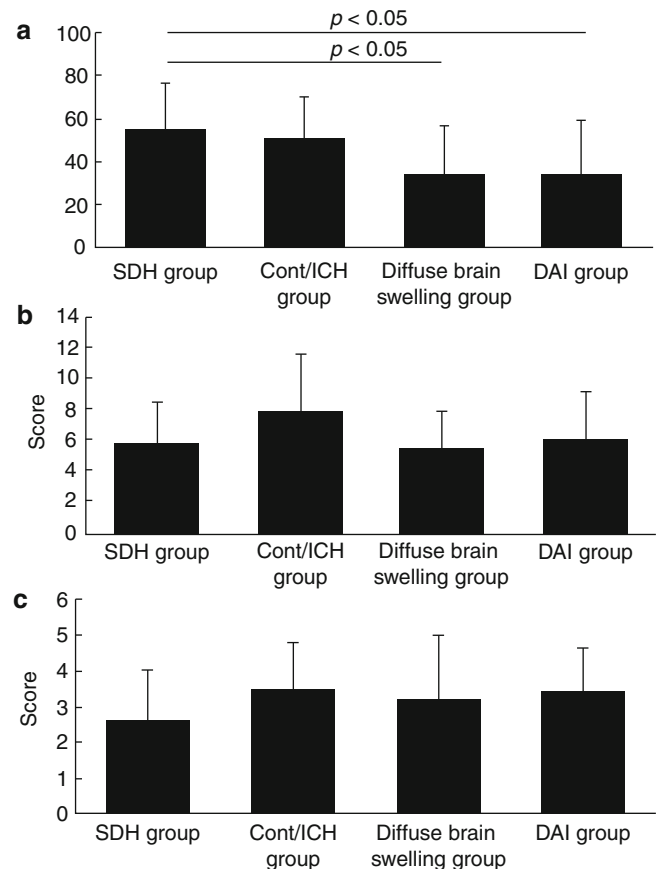 a
p < 0.05
p < 0.05
100
80
60
40
20
0
SDH group
Cont/ICH
group
Diffuse brain
swelling group
DAI group
b
Score
14
12
10
8
6
4
2
0
SDH group
Cont/ICH
group
Diffuse brain
swelling group
DAI group
c
Score
6
5
4
3
2
1
0
SDH group
Cont/ICH
group
Diffuse brain
swelling group
DAI group